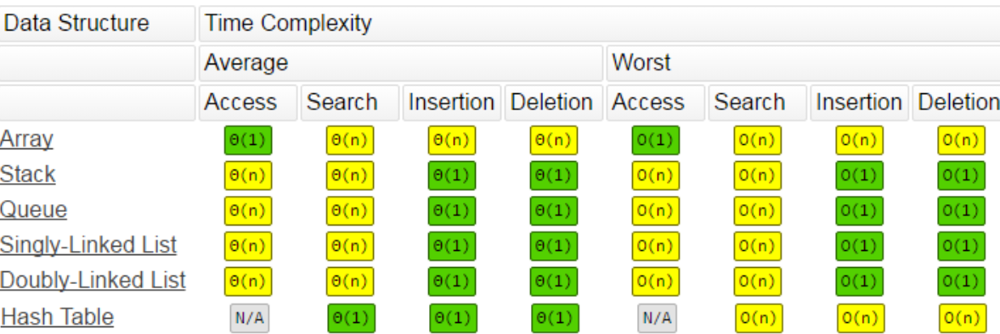 Data Structure Time Complexity
Average Worst
Access Search Insertion Deletion Access Search Insertion Deletion
Array Θ(1) Θ(n) Θ(n) Θ(n) O(1) O(n) O(n) O(n)
Stack Θ(n) Θ(n) Θ(1) Θ(1) O(n) O(n) O(1) O(1)
Queue Θ(n) Θ(n) Θ(1) Θ(1) O(n) O(n) O(1) O(1)
Singly-Linked List Θ(n) Θ(n) Θ(1) Θ(1) O(n) O(n) O(1) O(1)
Doubly-Linked List Θ(n) Θ(n) Θ(1) Θ(1) O(n) O(n) O(1) O(1)
Hash Table N/A Θ(1) Θ(1) Θ(1) N/A O(n) O(n) O(n)